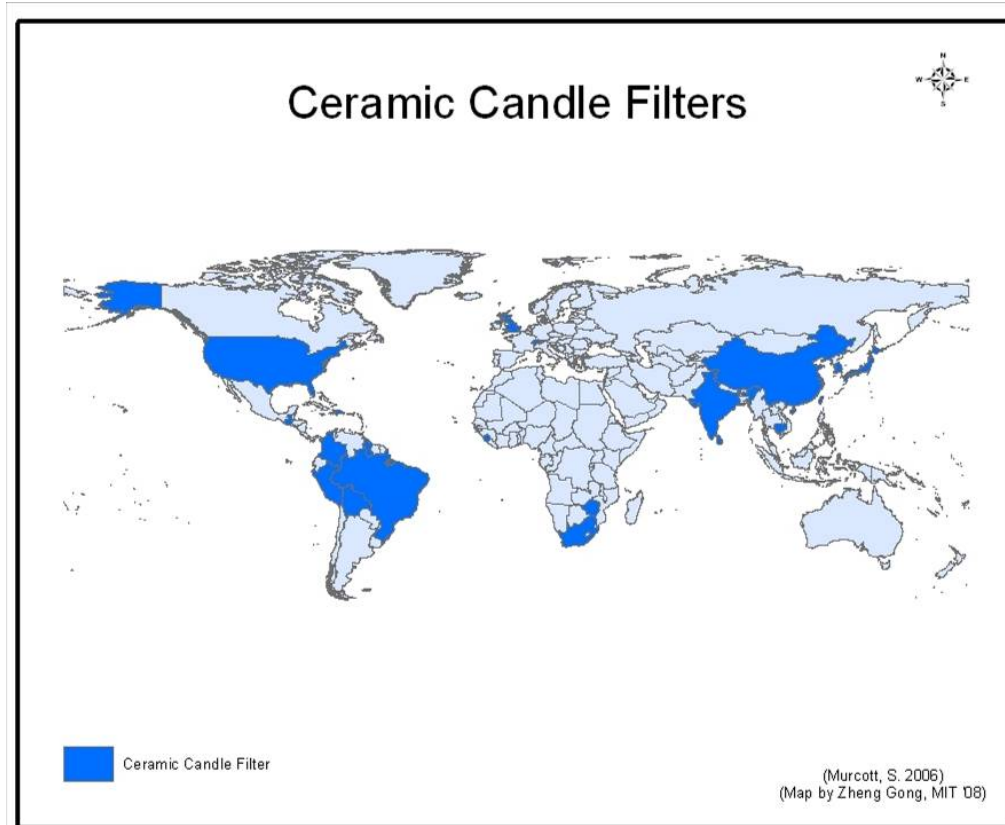 N
W E
S
Ceramic Candle Filters
Ceramic Candle Filter
(Murcott, S. 2006)
(Map by Zheng Gong, MIT '08)